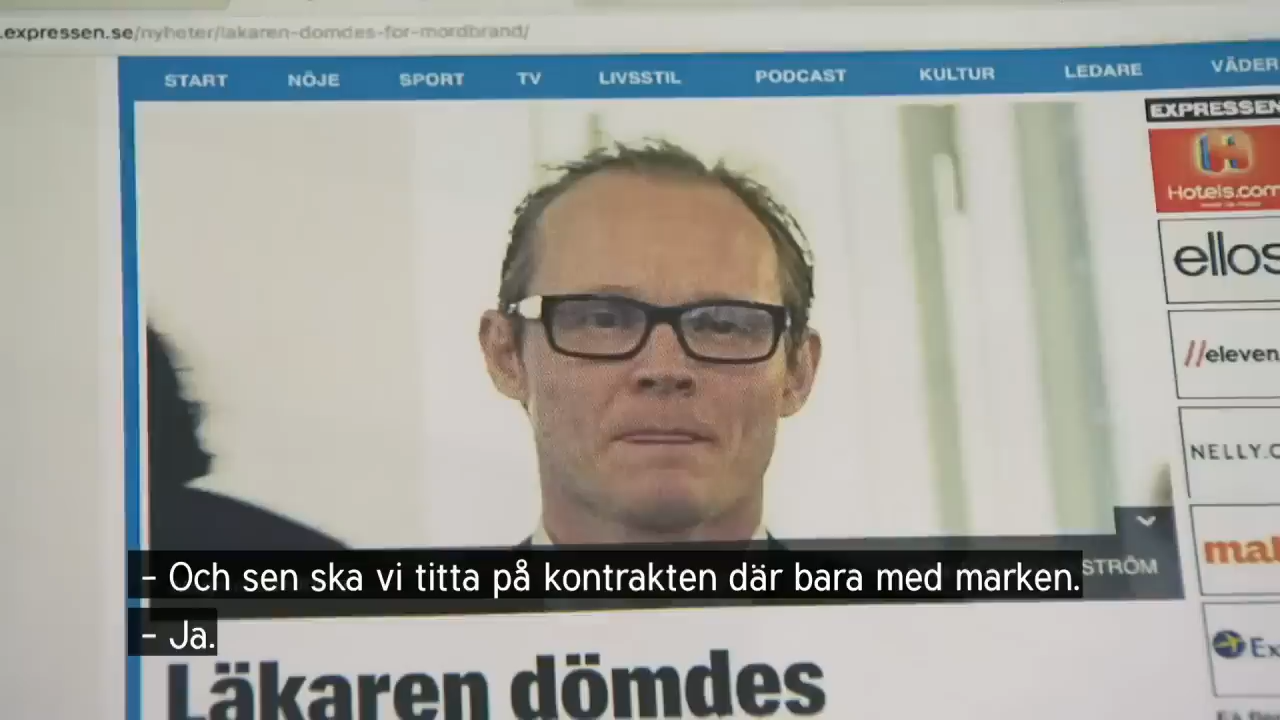 .expressen.se/nyheter/lakaren-domdes-for-mordbrand/
START NÖJE SPORT TV LIVSSTIL PODCAST KULTUR LEDARE VÄDER
EXPRESSEN
Hotels.com
ellos
//eleven
NELLY.C
STRÖM
- Och sen ska vi titta på kontrakten där bara med marken.
- Ja.
Läkaren dömdes